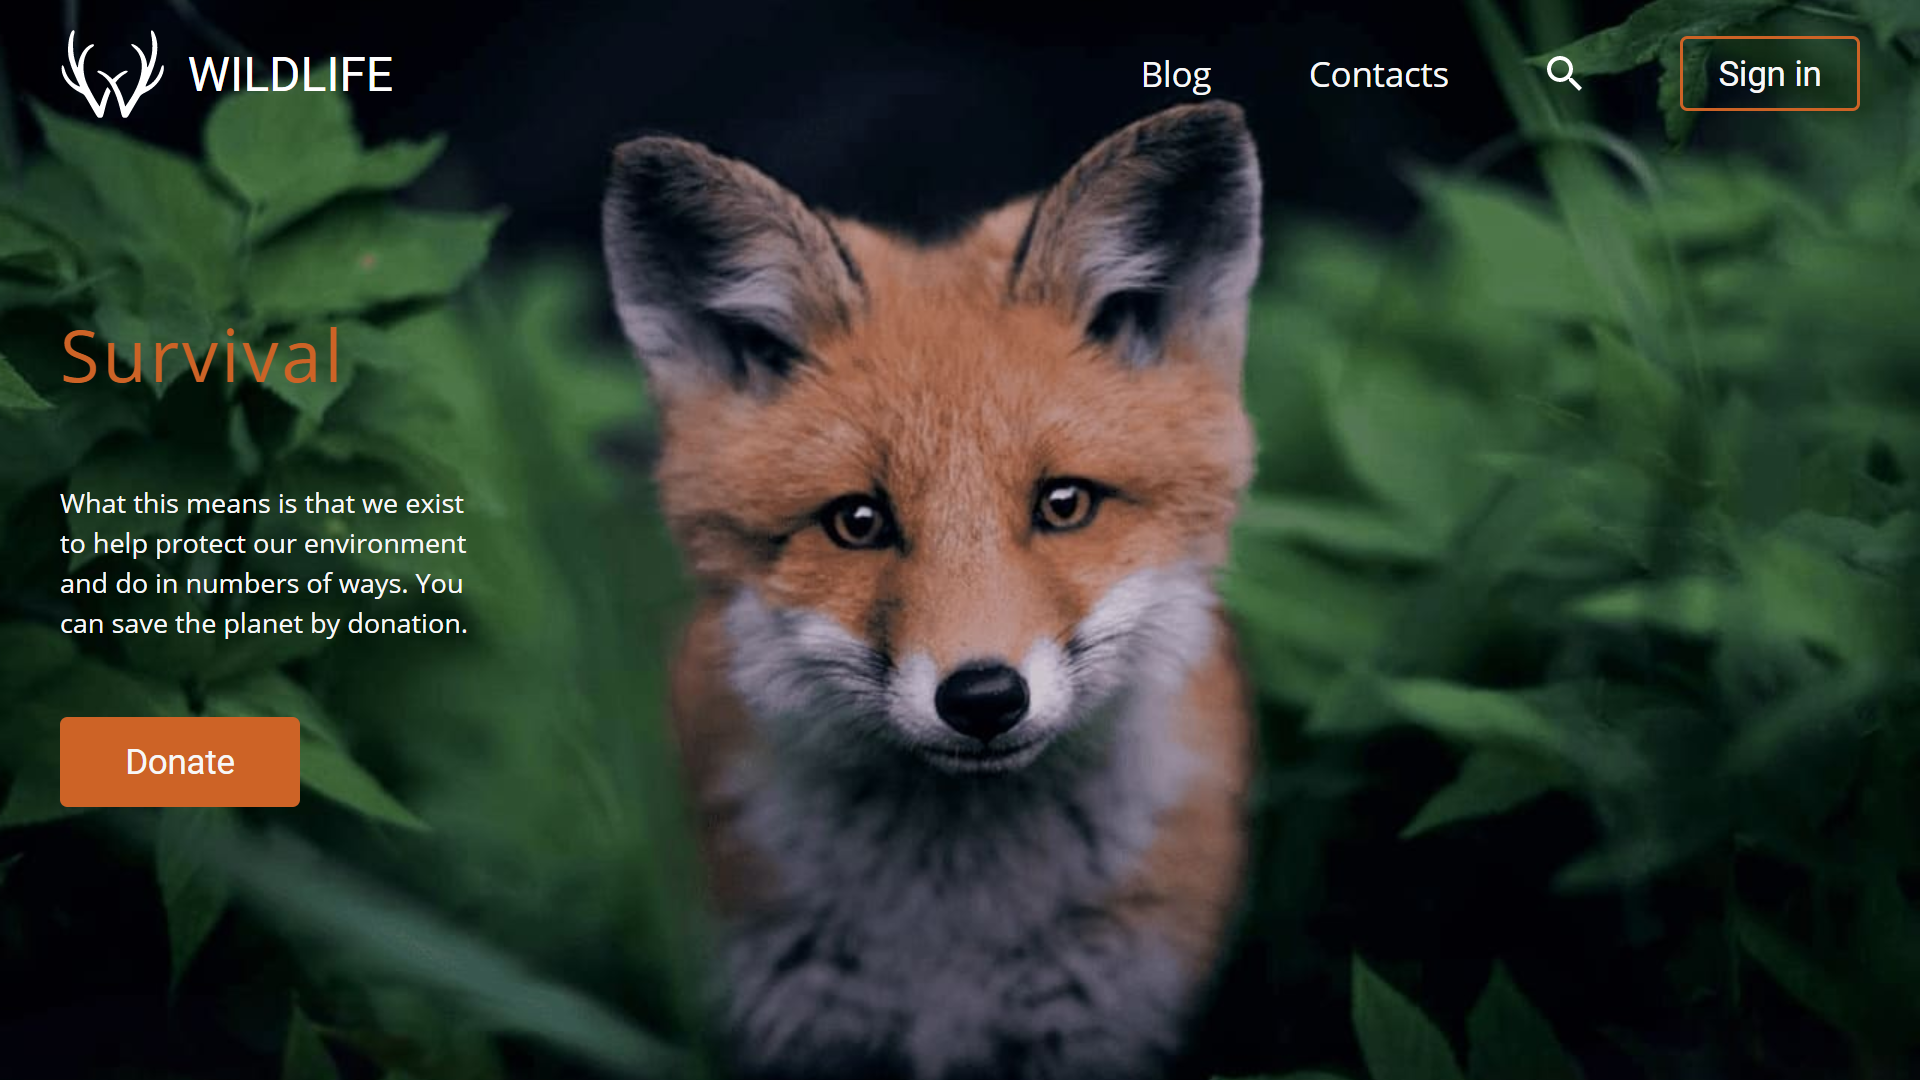 WILDLIFE
Blog
Contacts
Sign in
Survival
What this means is that we exist
to help protect our environment
and do in numbers of ways. You
can save the planet by donation.
Donate